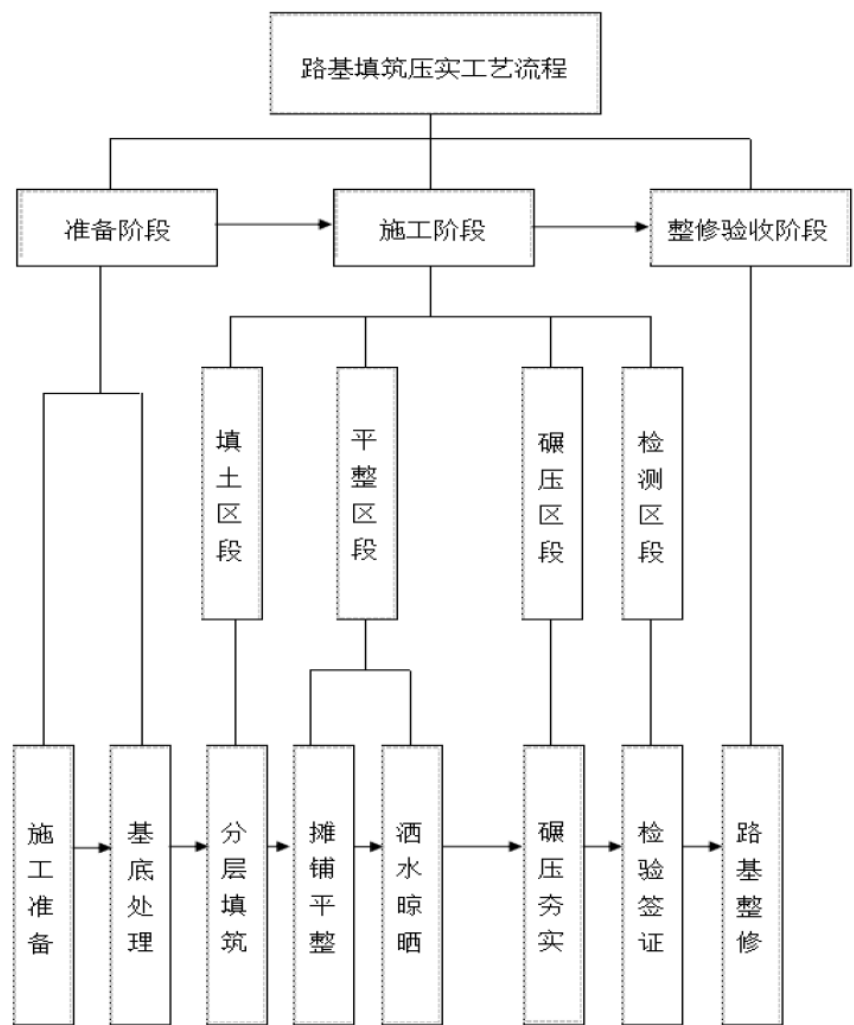 路基填筑压实工艺流程
准备阶段
施工阶段
整修验收阶段
填土区段
平整区段
碾压区段
检测区段
施工准备
基底处理
分层填筑
摊铺平整
洒水晾晒
碾压夯实
检验签证
路基整修